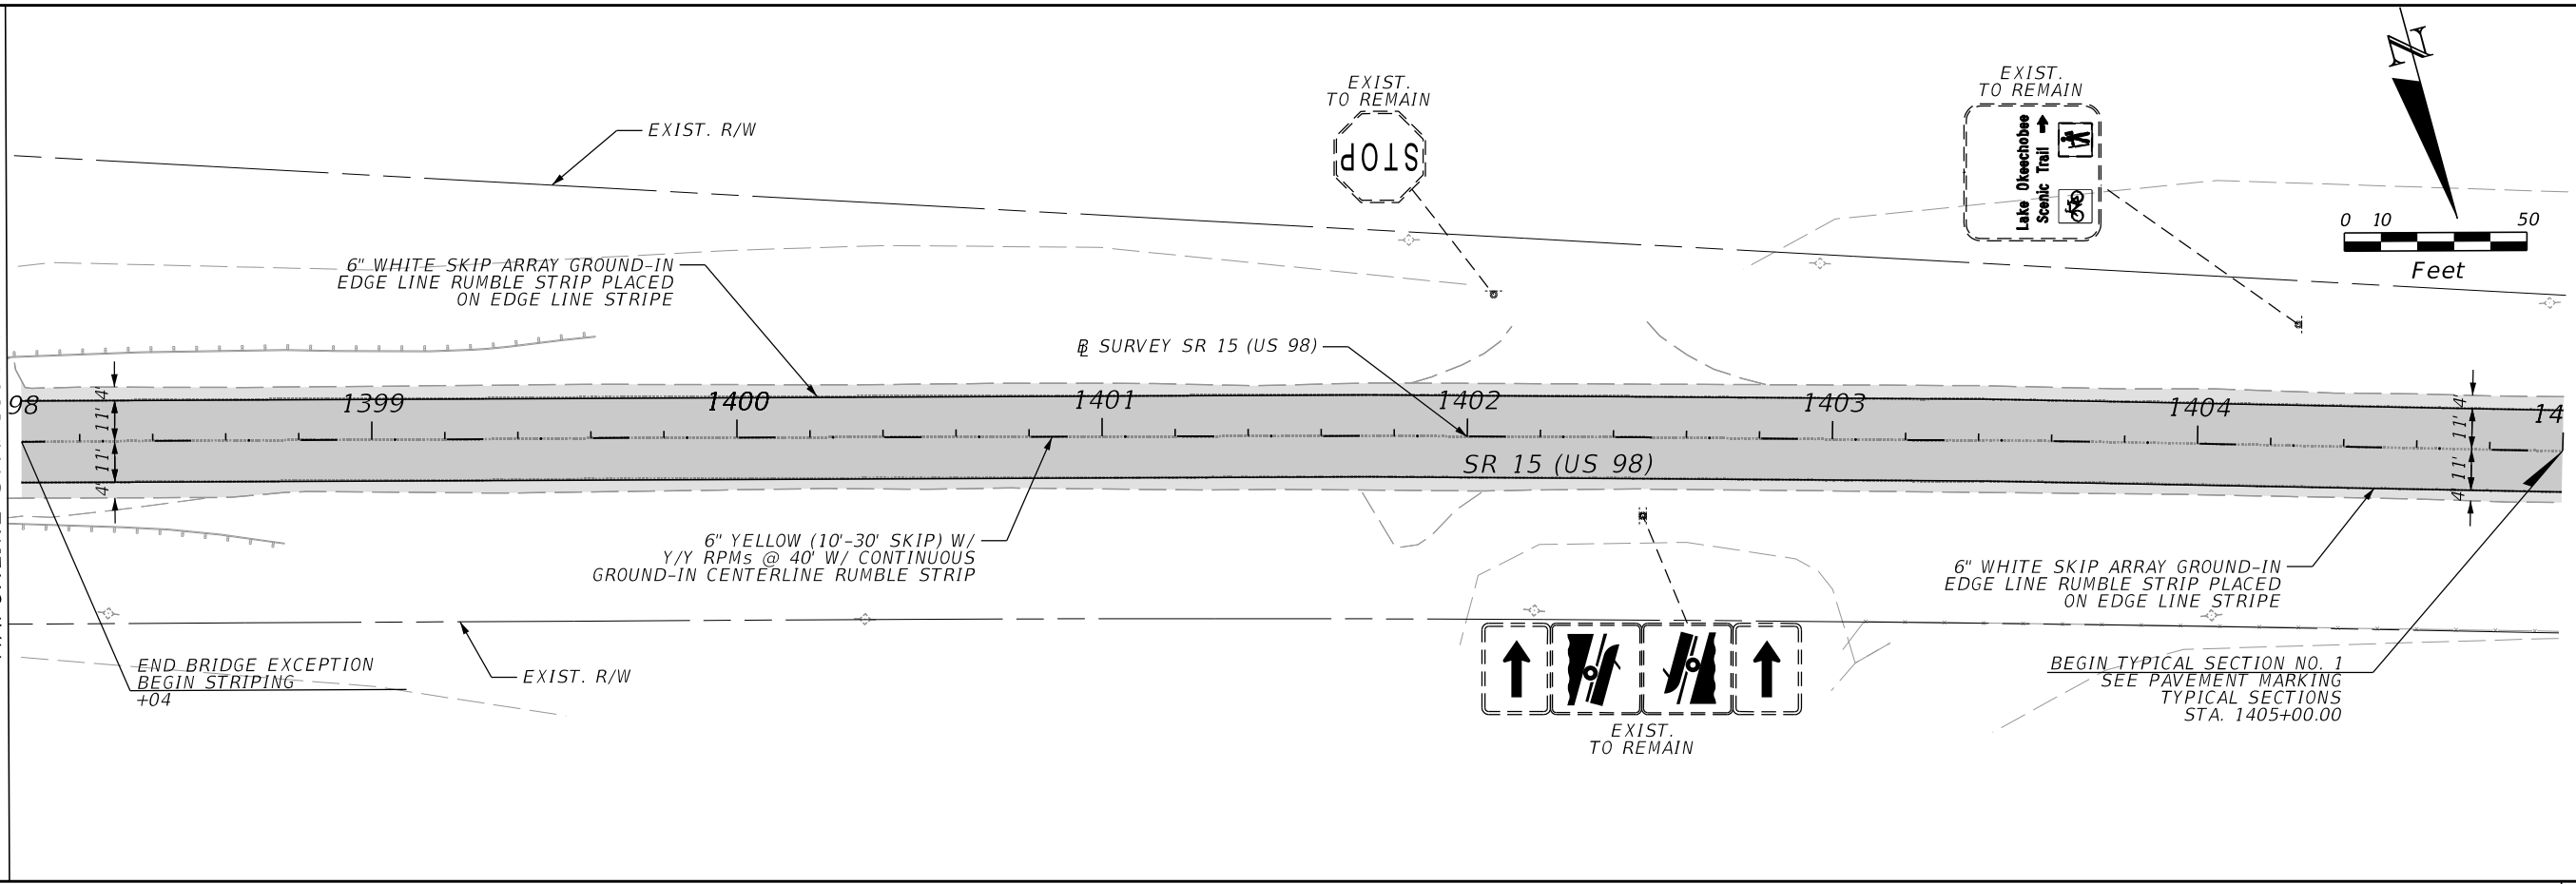 EXIST.
TO REMAIN
STOP
EXIST.
TO REMAIN
Lake Okeechobee
Scenic Trail
N
0 10 50
Feet
EXIST. R/W
6" WHITE SKIP ARRAY GROUND-IN
EDGE LINE RUMBLE STRIP PLACED
ON EDGE LINE STRIPE
BL SURVEY SR 15 (US 98)
98
1399
1400
1401
1402
1403
1404
14
4'
11'
11'
4'
4'
11'
11'
4'
SR 15 (US 98)
6" YELLOW (10'-30' SKIP) W/
Y/Y RPMs @ 40' W/ CONTINUOUS
GROUND-IN CENTERLINE RUMBLE STRIP
6" WHITE SKIP ARRAY GROUND-IN
EDGE LINE RUMBLE STRIP PLACED
ON EDGE LINE STRIPE
END BRIDGE EXCEPTION
BEGIN STRIPING
+04
EXIST. R/W
EXIST.
TO REMAIN
BEGIN TYPICAL SECTION NO. 1
SEE PAVEMENT MARKING
TYPICAL SECTIONS
STA. 1405+00.00